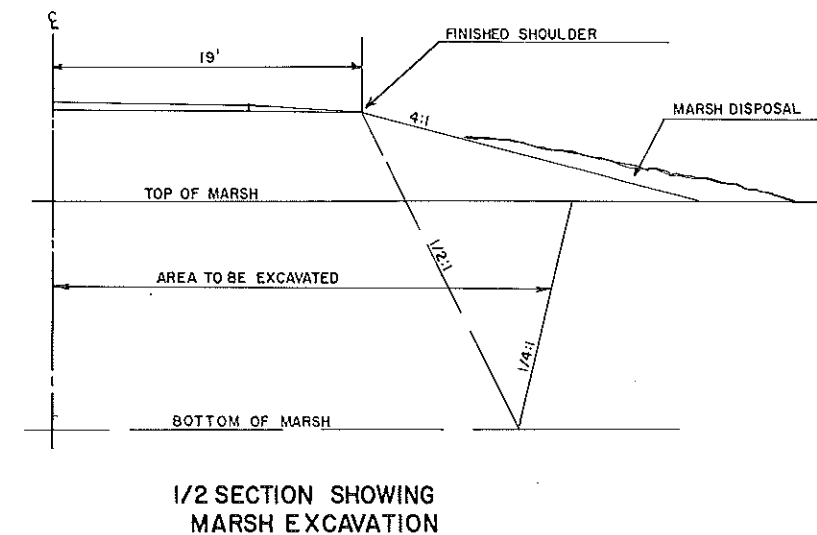 ℄
19'
FINISHED SHOULDER
4:1
MARSH DISPOSAL
TOP OF MARSH
1/2:1
AREA TO BE EXCAVATED
1/4:1
BOTTOM OF MARSH
1/2 SECTION SHOWING
MARSH EXCAVATION